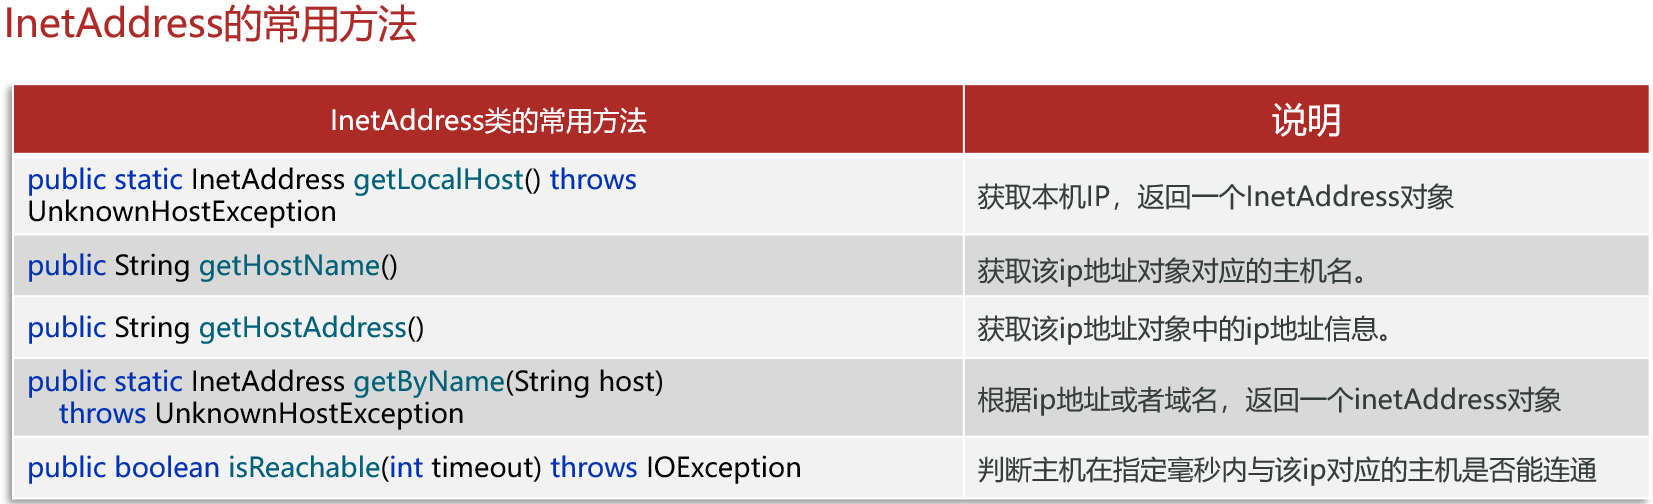 InetAddress的常用方法
InetAddress类的常用方法
说明
public static InetAddress getLocalHost() throws
UnknownHostException
获取本机IP，返回一个InetAddress对象
public String getHostName()
获取该ip地址对象对应的主机名。
public String getHostAddress()
获取该ip地址对象中的ip地址信息。
public static InetAddress getByName(String host)
throws UnknownHostException
根据ip地址或者域名，返回一个inetAddress对象
public boolean isReachable(int timeout) throws IOException
判断主机在指定毫秒内与该ip对应的主机是否能连通